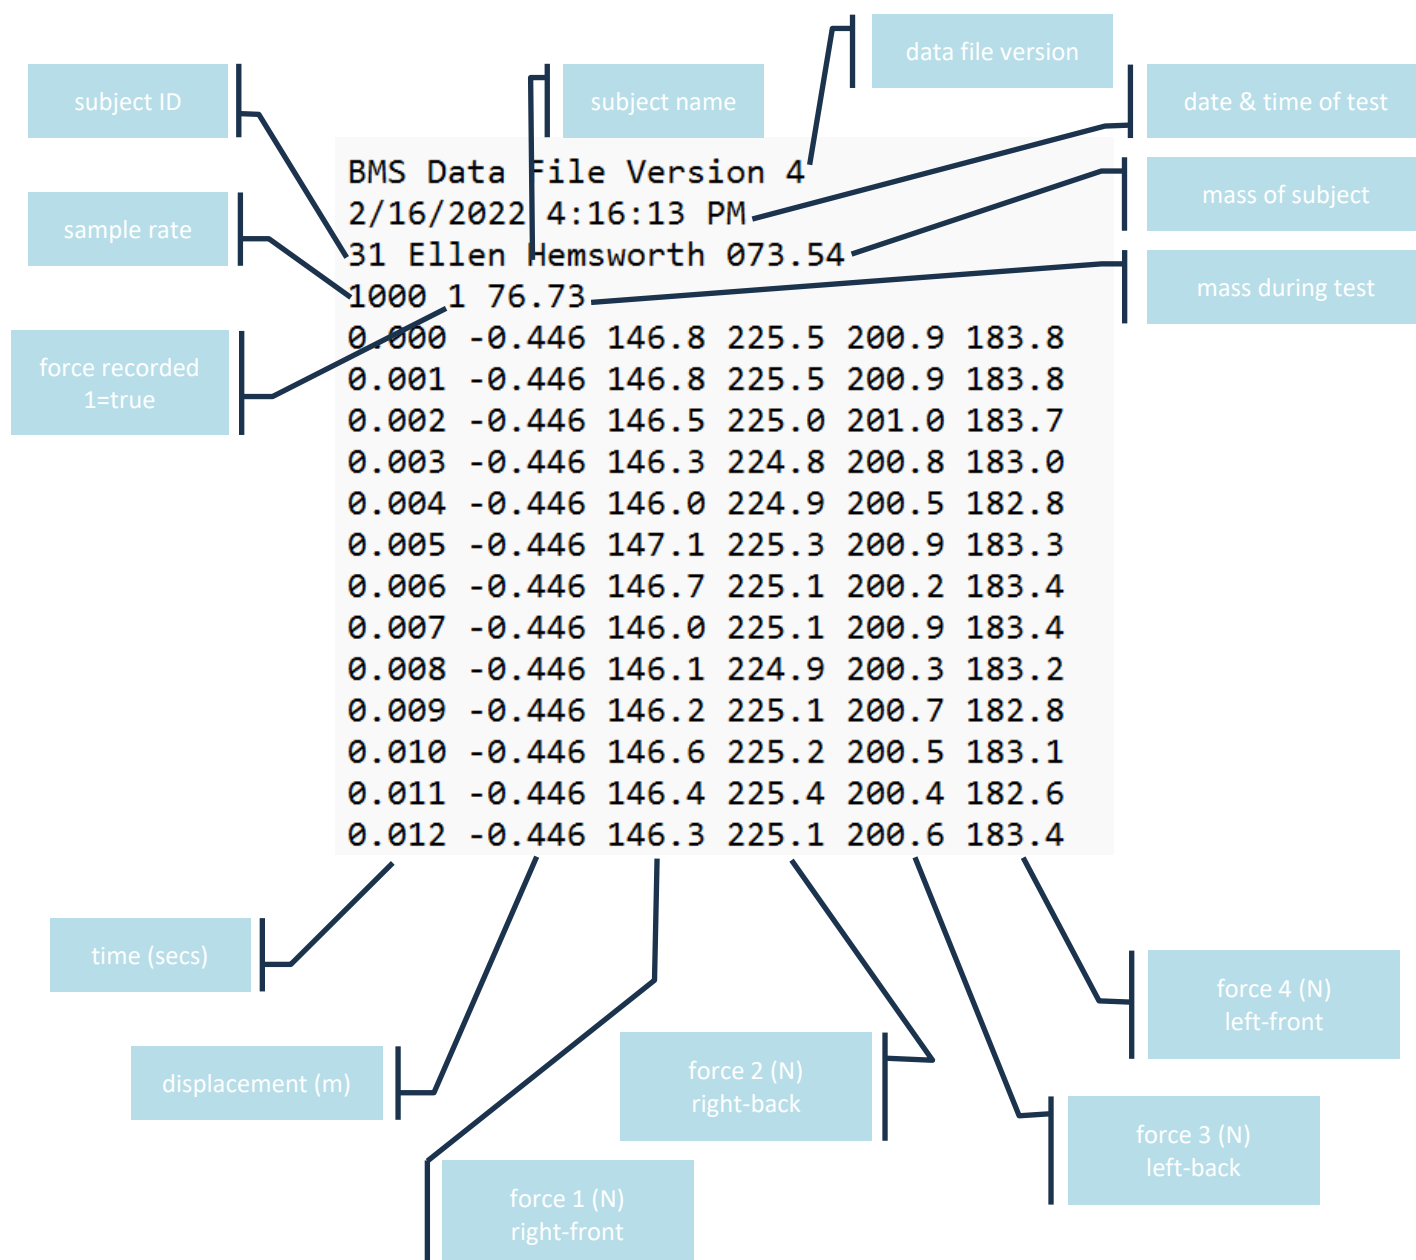 data file version
subject ID
subject name
date & time of test
BMS Data File Version 4
mass of subject
2/16/2022 4:16:13 PM
sample rate
31 Ellen Hemsworth 073.54
1000 1 76.73
mass during test
0.000 -0.446 146.8 225.5 200.9 183.8
force recorded
1=true
0.001 -0.446 146.8 225.5 200.9 183.8
0.002 -0.446 146.5 225.0 201.0 183.7
0.003 -0.446 146.3 224.8 200.8 183.0
0.004 -0.446 146.0 224.9 200.5 182.8
0.005 -0.446 147.1 225.3 200.9 183.3
0.006 -0.446 146.7 225.1 200.2 183.4
0.007 -0.446 146.0 225.1 200.9 183.4
0.008 -0.446 146.1 224.9 200.3 183.2
0.009 -0.446 146.2 225.1 200.7 182.8
0.010 -0.446 146.6 225.2 200.5 183.1
0.011 -0.446 146.4 225.4 200.4 182.6
0.012 -0.446 146.3 225.1 200.6 183.4
time (secs)
force 4 (N)
left-front
displacement (m)
force 2 (N)
right-back
force 3 (N)
left-back
force 1 (N)
right-front